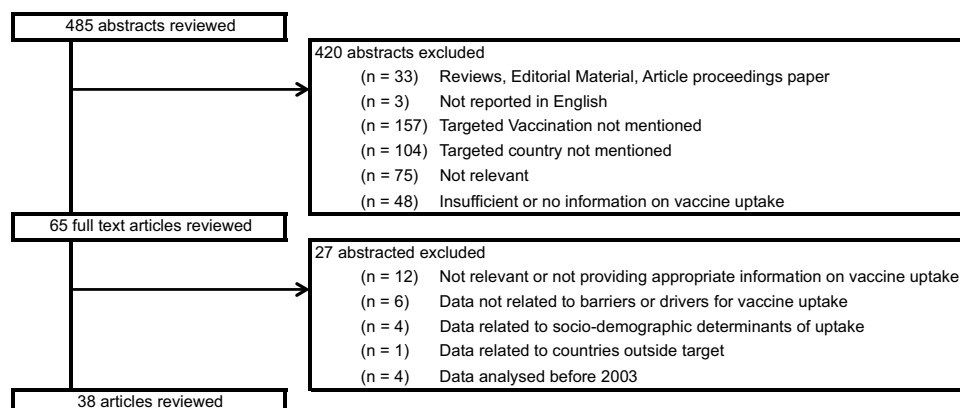 485 abstracts reviewed
420 abstracts excluded
(n = 33) Reviews, Editorial Material, Article proceedings paper
(n = 3) Not reported in English
(n = 157) Targeted Vaccination not mentioned
(n = 104) Targeted country not mentioned
(n = 75) Not relevant
(n = 48) Insufficient or no information on vaccine uptake
65 full text articles reviewed
27 abstracted excluded
(n = 12) Not relevant or not providing appropriate information on vaccine uptake
(n = 6) Data not related to barriers or drivers for vaccine uptake
(n = 4) Data related to socio-demographic determinants of uptake
(n = 1) Data related to countries outside target
(n = 4) Data analysed before 2003
38 articles reviewed